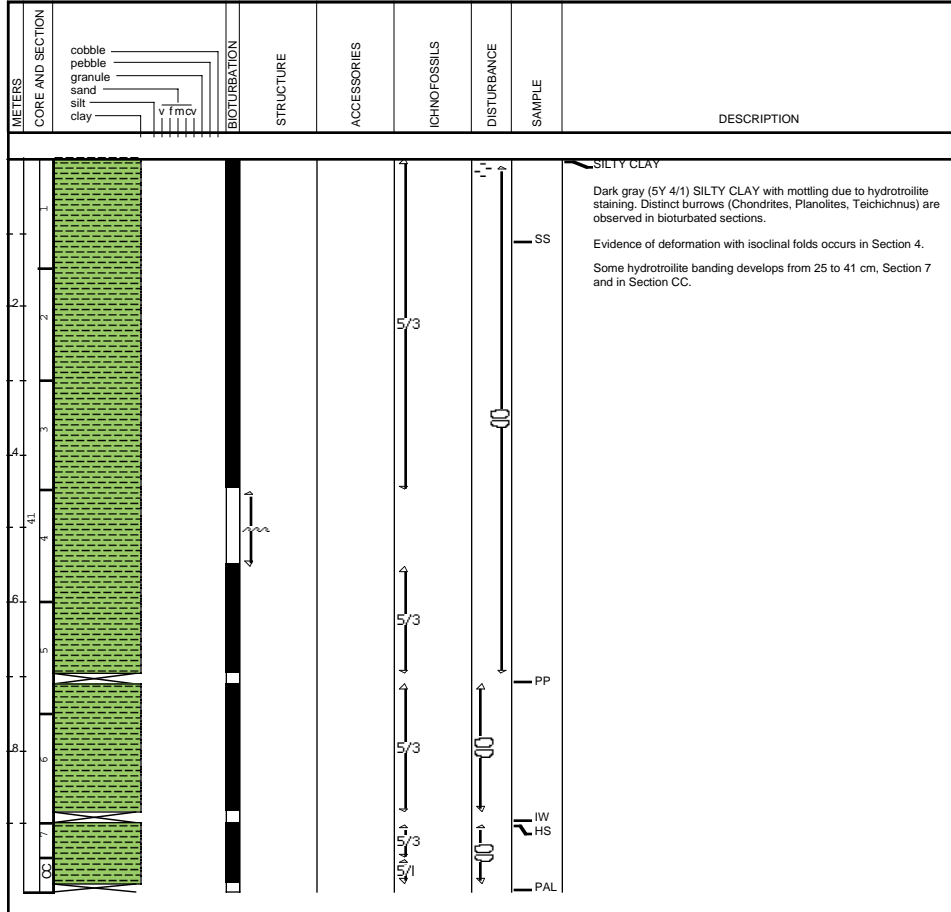 METERS
CORE AND SECTION
cobble
pebble
granule
sand
silt
clay
v f m c v
BIOTURBATION
STRUCTURE
ACCESSORIES
ICHNOFOSSILS
DISTURBANCE
SAMPLE
DESCRIPTION
SILTY CLAY
Dark gray (5Y 4/1) SILTY CLAY with mottling due to hydrotroilite
staining. Distinct burrows (Chondrites, Planolites, Teichichnus) are
observed in bioturbated sections.
Evidence of deformation with isoclinal folds occurs in Section 4.
Some hydrotroilite banding develops from 25 to 41 cm, Section 7
and in Section CC.
1
SS
2
2
5/3
3
4
41
4
6
5/3
5
PP
8
6
5/3
IW
HS
7
5/3
CC
5/1
PAL